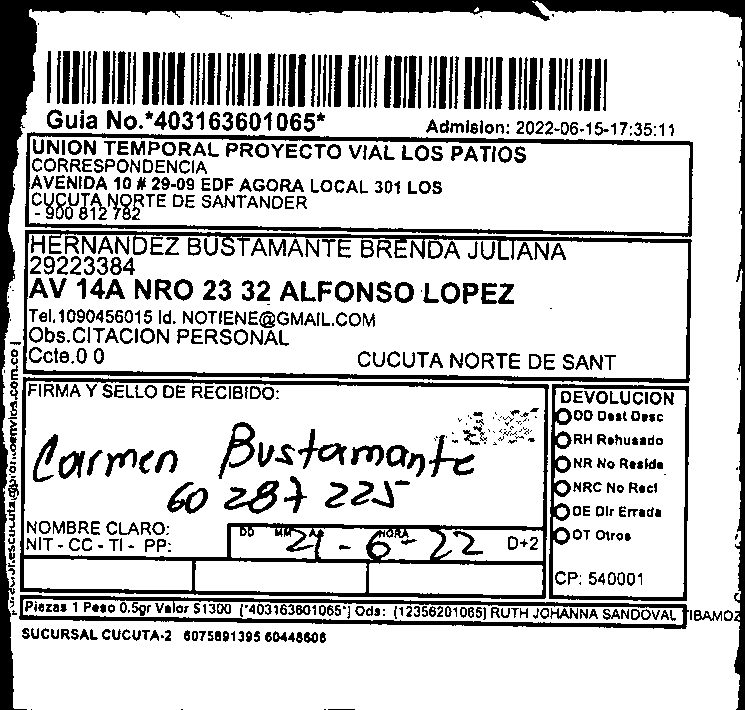 Guia No.*403163601065*
Admision: 2022-06-15-17:35:11
UNION TEMPORAL PROYECTO VIAL LOS PATIOS
CORRESPONDENCIA
AVENIDA 10 # 29-09 EDF AGORA LOCAL 301 LOS
CUCUTA NORTE DE SANTANDER
- 900 812 782
HERNANDEZ BUSTAMANTE BRENDA JULIANA
29223384
AV 14A NRO 23 32 ALFONSO LOPEZ
Tel.1090456015 Id. NOTIENE@GMAIL.COM
Obs.CITACION PERSONAL
Ccte.0 0
CUCUTA NORTE DE SANT
FIRMA Y SELLO DE RECIBIDO:
Carmen Bustamante
60 287 225
NOMBRE CLARO:
NIT - CC - TI - PP:
DD MM AA HORA
21 - 6 - 22
D+2
DEVOLUCION
DD Dest Desc
RH Rehusado
NR No Reside
NRC No Recl
DE Dir Errada
OT Otros
CP: 540001
Piezas 1 Peso 0.5gr Valor $1300 [*403163601065*] Ods: (12356201065) RUTH JOHANNA SANDOVAL TIBAMOZ
SUCURSAL CUCUTA-2 6075891395 60448606